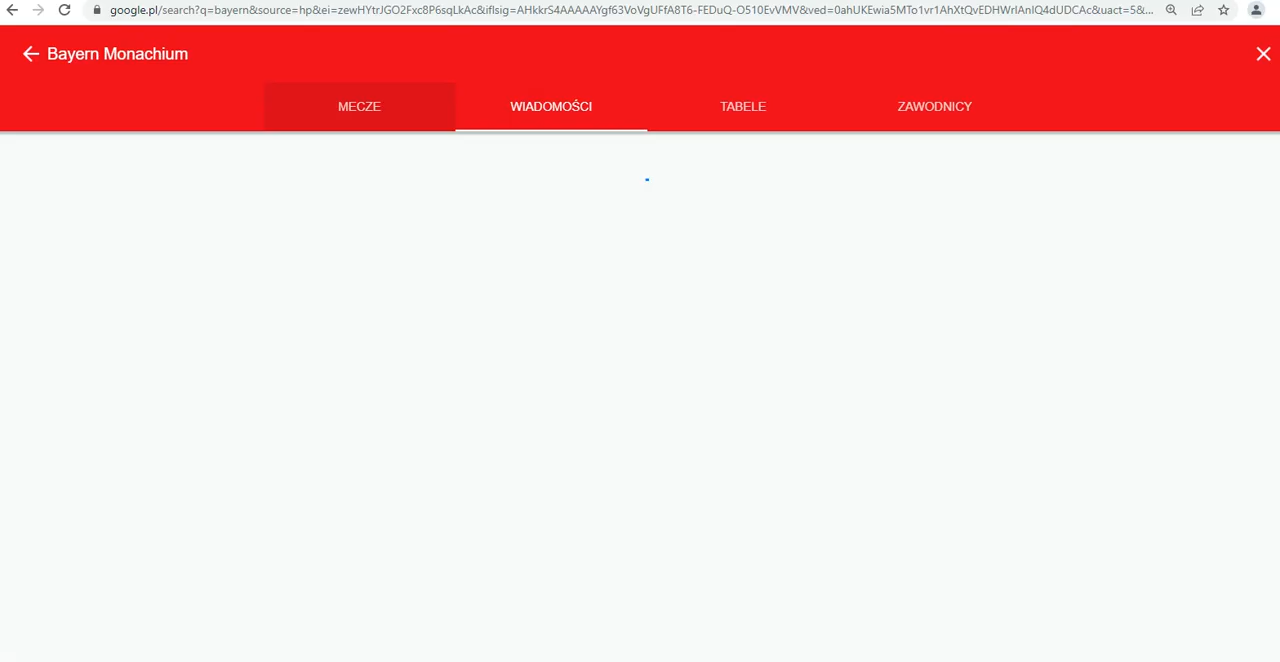 google.pl/search?q=bayern&source=hp&ei=zewHYtrJGO2Fxc8P6sqLkAc&iflsig=AHkkrS4AAAAAYgf63VoVgUFfA8T6-FEDuQ-O510EvVMV&ved=0ahUKEwia5MTo1vr1AhXtQvEDHWrlAnIQ4dUDCAc&uact=5&...
Bayern Monachium
MECZE
WIADOMOŚCI
TABELE
ZAWODNICY